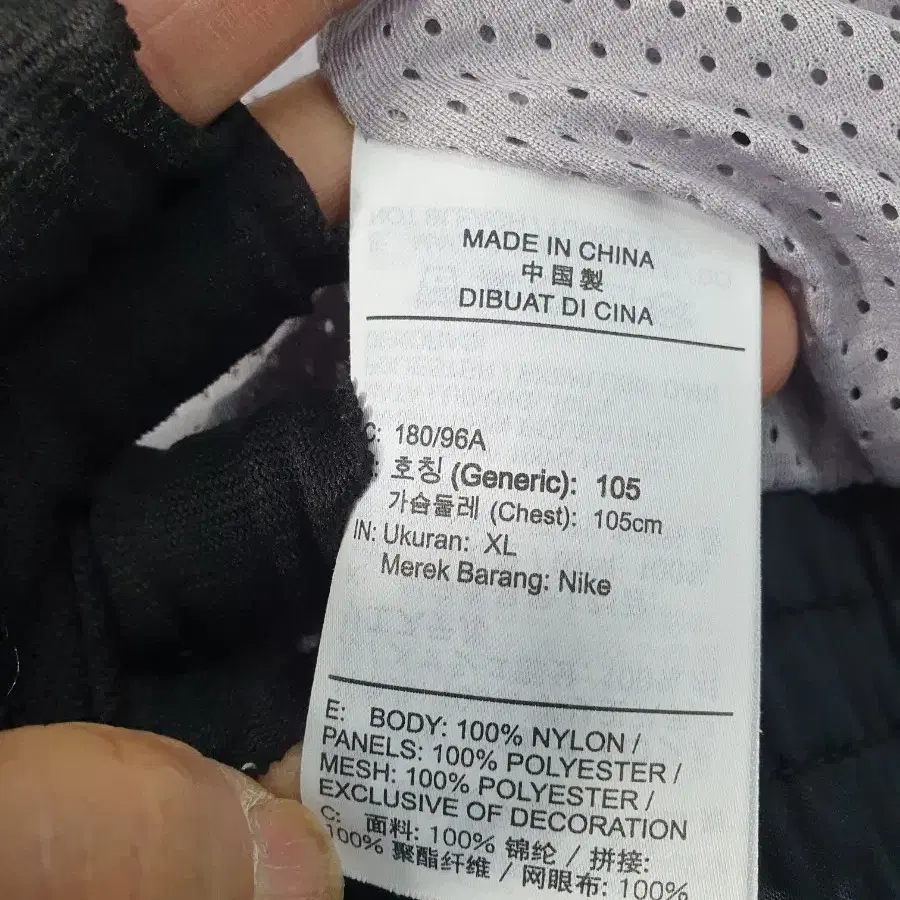 MADE IN CHINA
中国製
DIBUAT DI CINA
C: 180/96A
: 호칭 (Generic): 105
가슴둘레 (Chest): 105cm
IN: Ukuran: XL
Merek Barang: Nike
E: BODY: 100% NYLON /
PANELS: 100% POLYESTER /
MESH: 100% POLYESTER /
EXCLUSIVE OF DECORATION
C: 面料: 100% 锦纶 / 拼接:
100% 聚酯纤维 / 网眼布: 100%